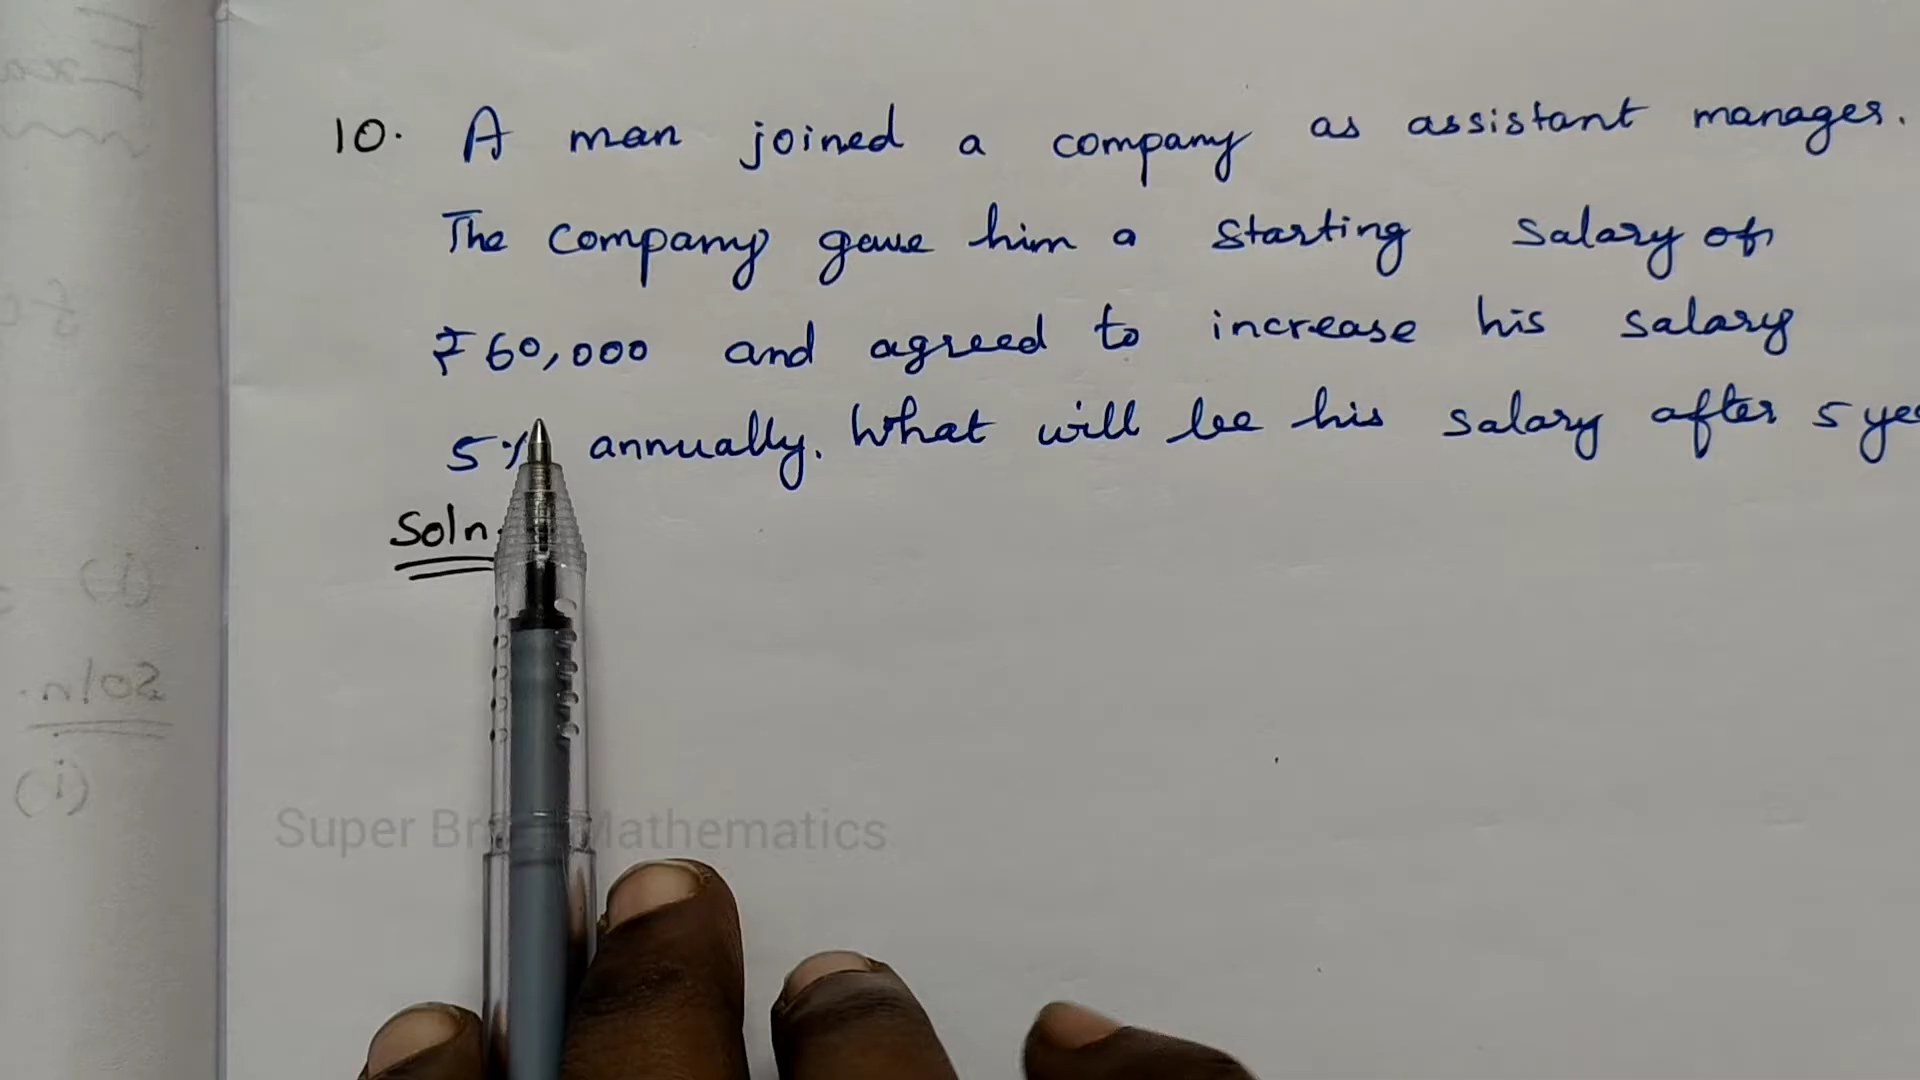 10. A man joined a company as assistant manager.
The company gave him a starting salary of
₹60,000 and agreed to increase his salary
5% annually. What will be his salary after 5
Soln.
Super Mathematics
Soln.
(i)
(i)